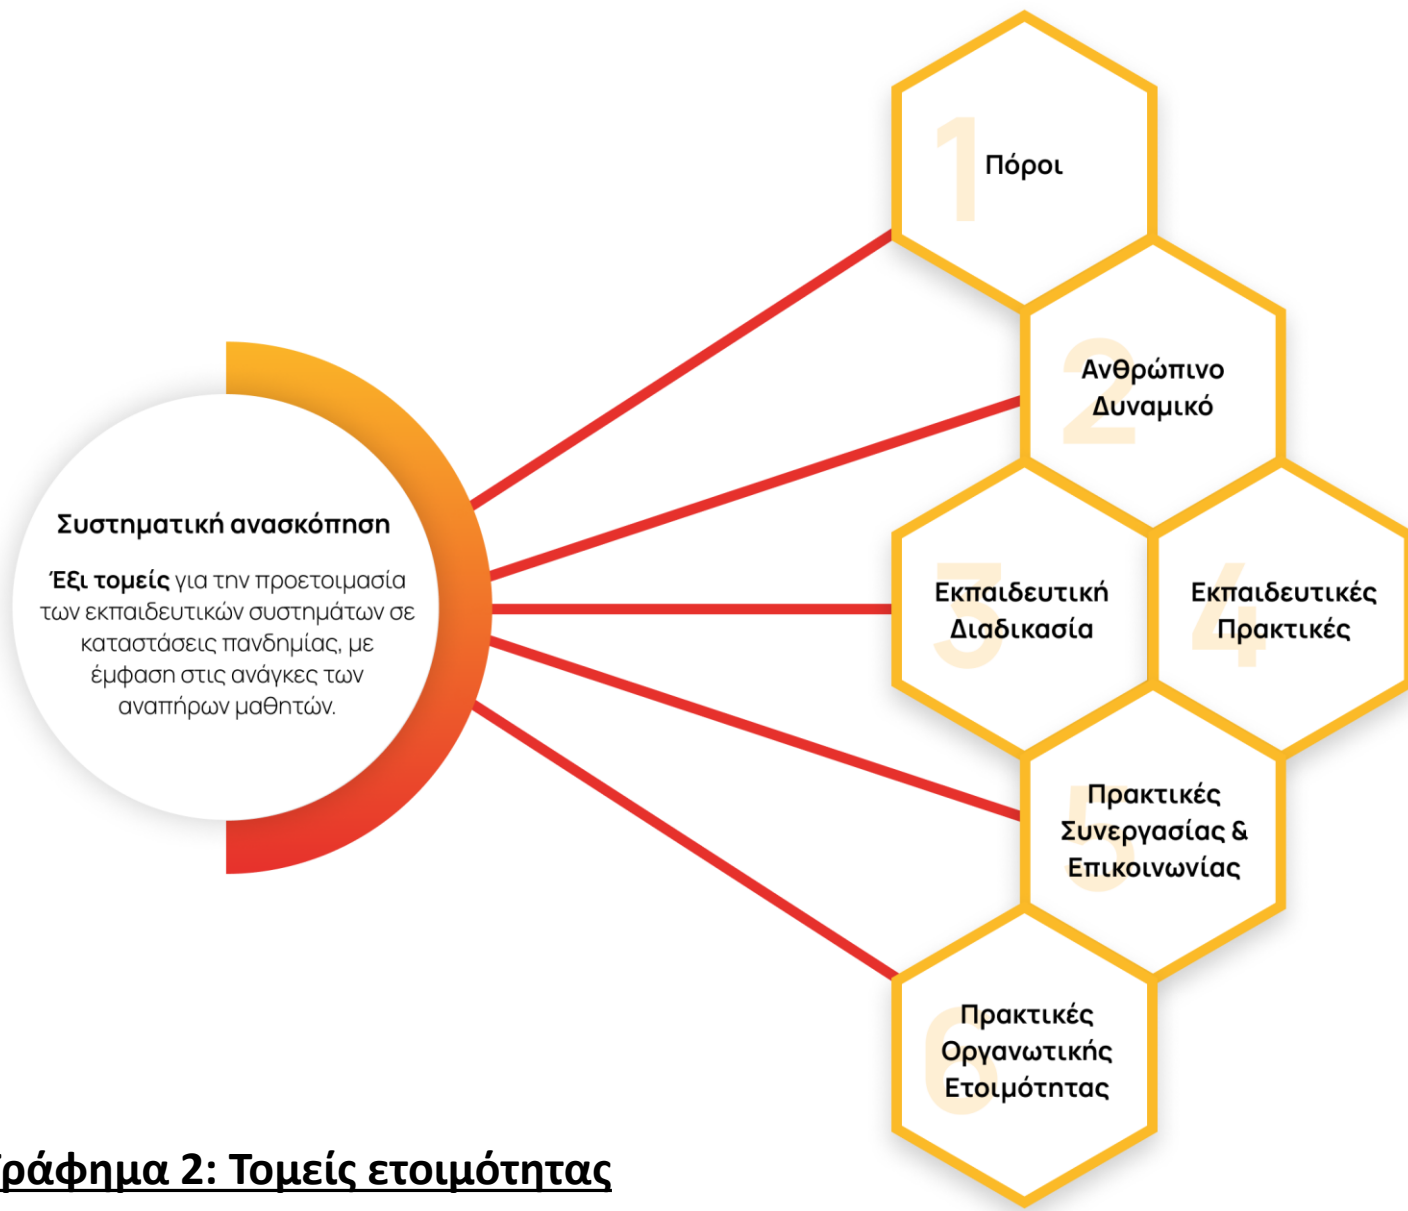 Συστηματική ανασκόπηση
Έξι τομείς για την προετοιμασία
των εκπαιδευτικών συστημάτων σε
καταστάσεις πανδημίας, με
έμφαση στις ανάγκες των
αναπήρων μαθητών.
1
Πόροι
2
Ανθρώπινο
Δυναμικό
3
Εκπαιδευτική
Διαδικασία
4
Εκπαιδευτικές
Πρακτικές
5
Πρακτικές
Συνεργασίας &
Επικοινωνίας
6
Πρακτικές
Οργανωτικής
Ετοιμότητας
Γράφημα 2: Τομείς ετοιμότητας